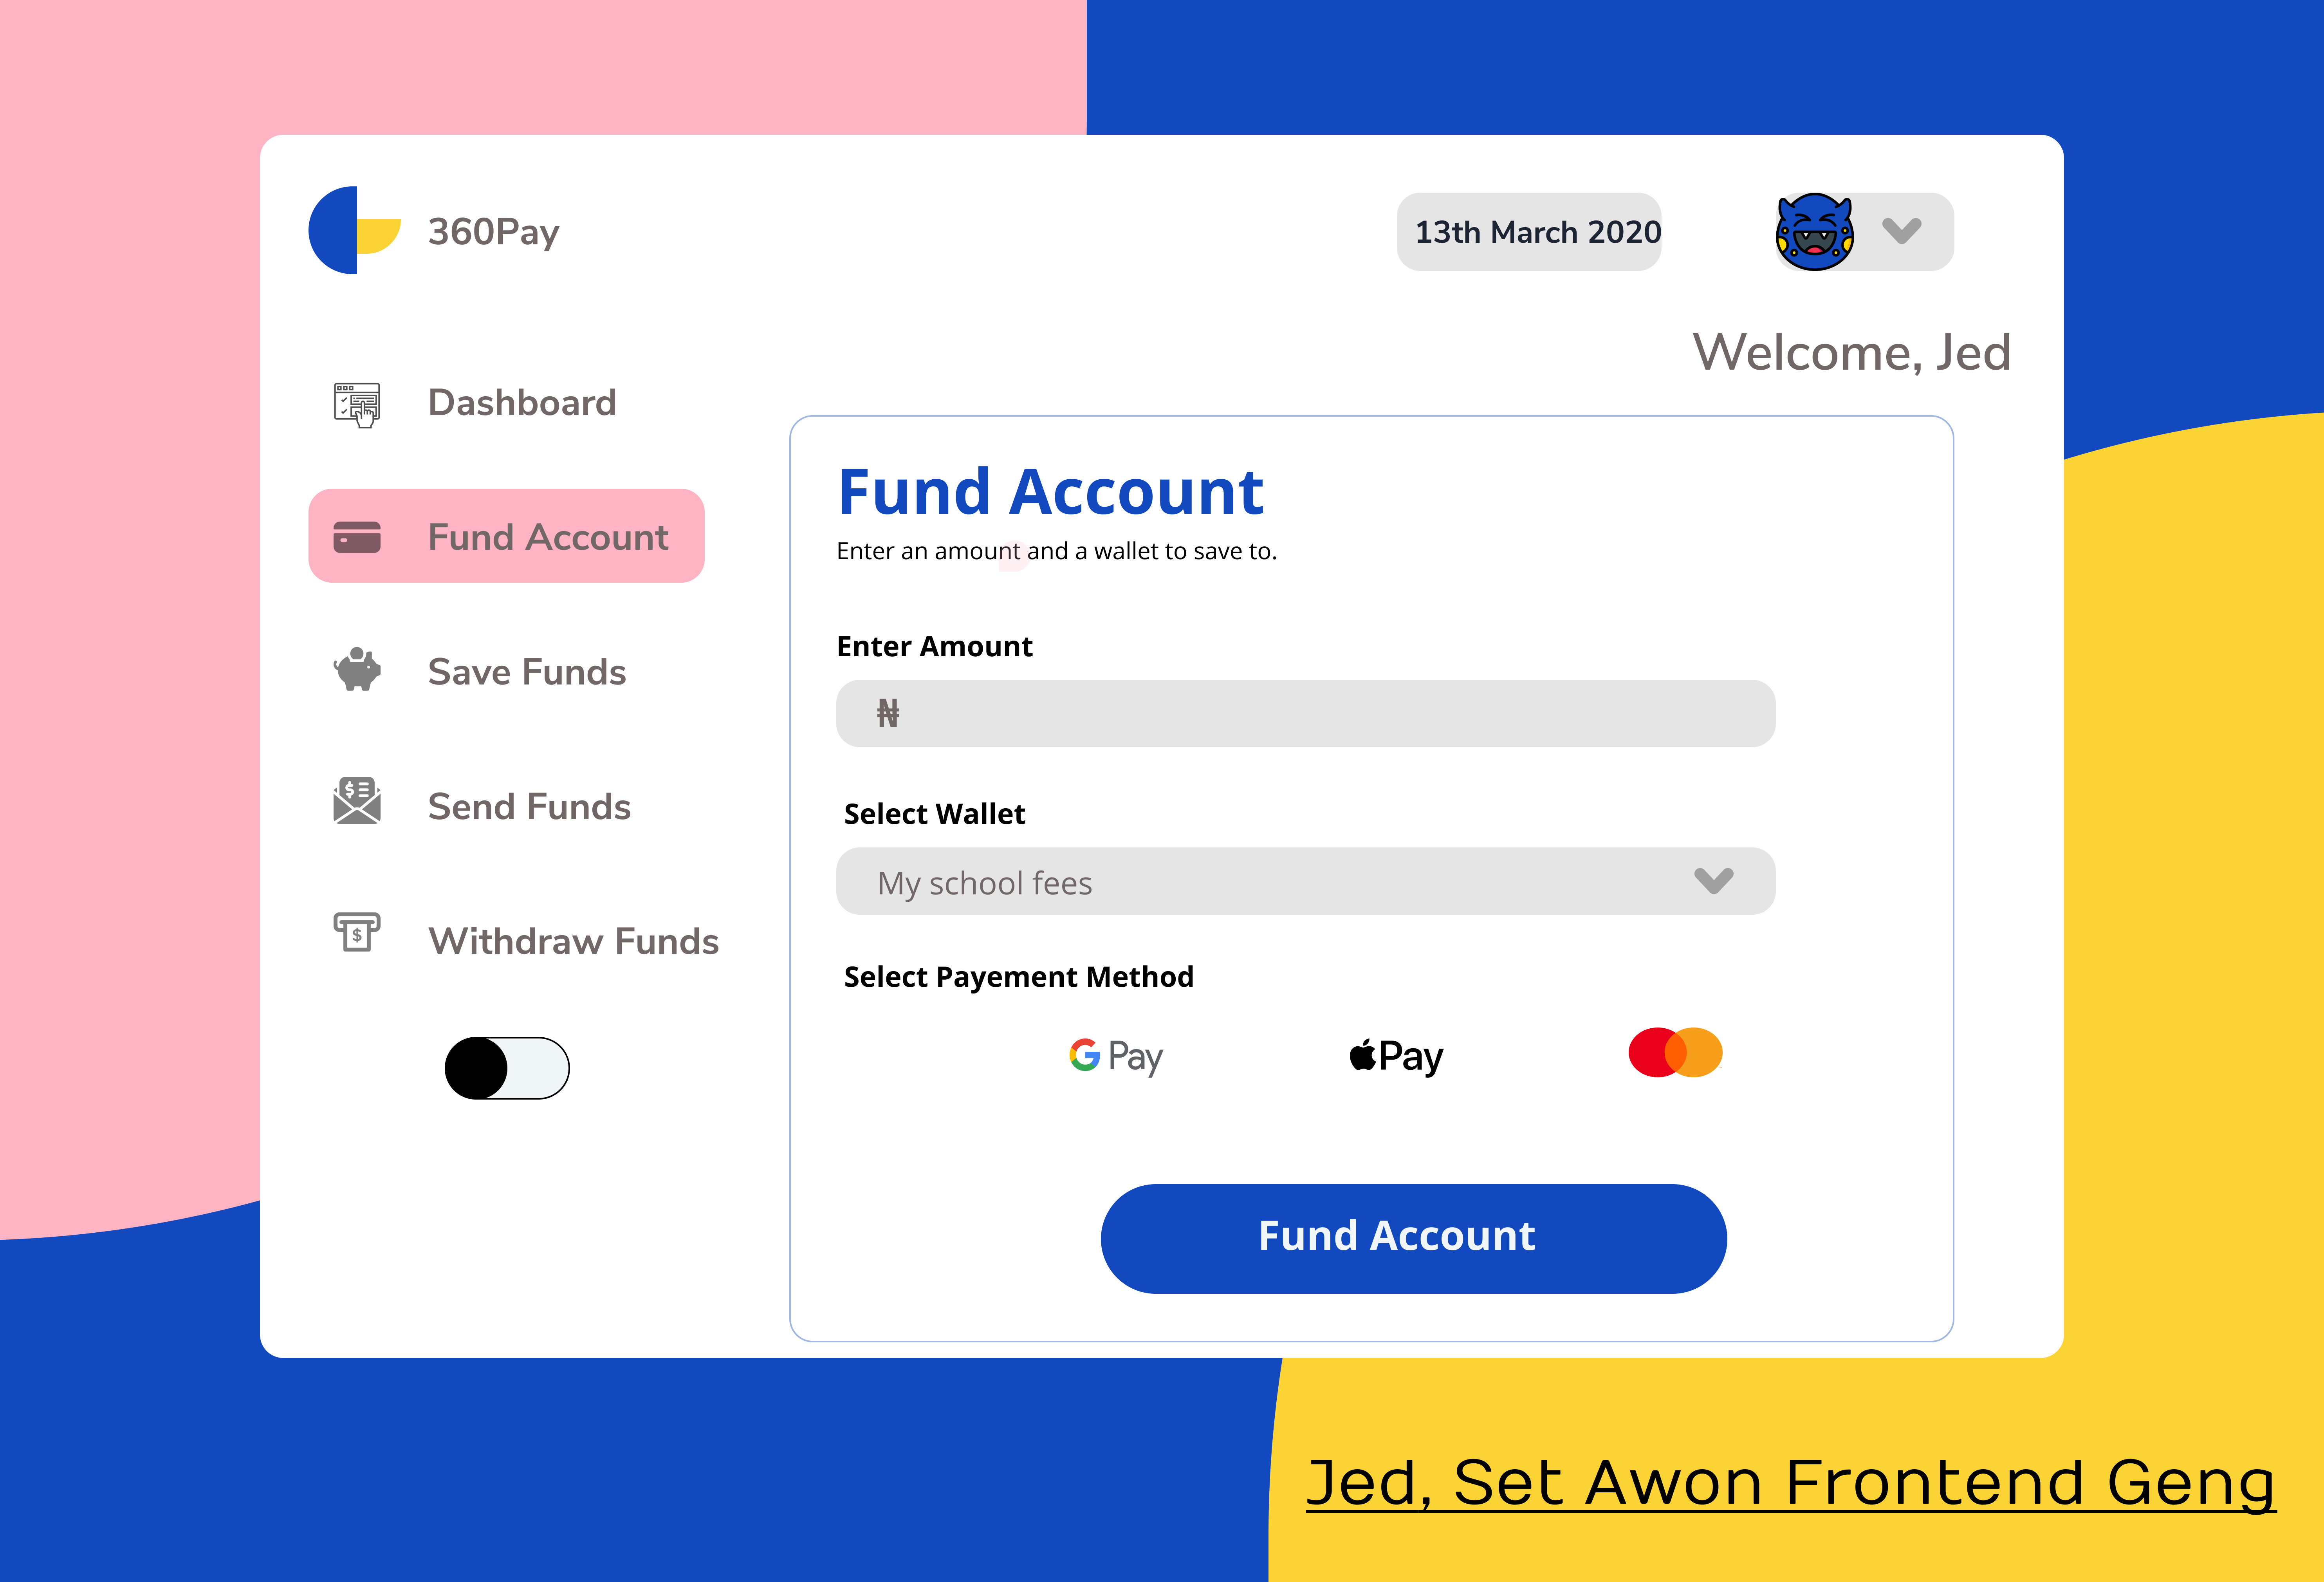 360Pay
13th March 2020
Welcome, Jed
Dashboard
Fund Account
Save Funds
Send Funds
Withdraw Funds
Fund Account
Enter an amount and a wallet to save to.
Enter Amount
₦
Select Wallet
My school fees
Select Payement Method
G Pay
Pay
Fund Account
Jed, Set Awon Frontend Geng